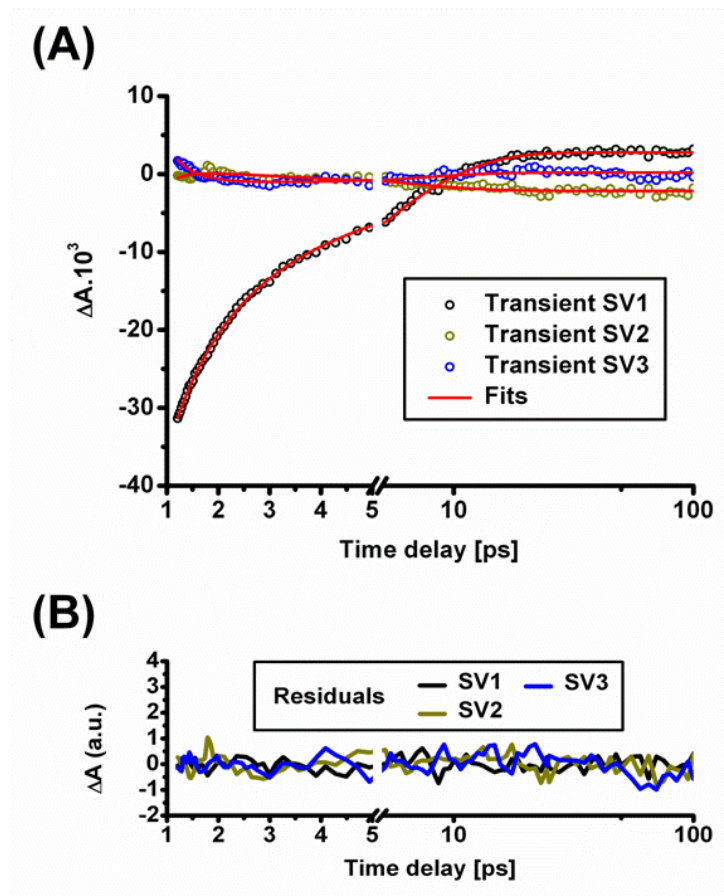 (A)
10
0
-10
-20
-30
-40
ΔA.10³
Transient SV1
Transient SV2
Transient SV3
Fits
1 2 3 4 5 10 100
Time delay [ps]
(B)
4
3
2
1
0
-1
-2
ΔA (a.u.)
Residuals SV1 SV3
SV2
1 2 3 4 5 10 100
Time delay [ps]